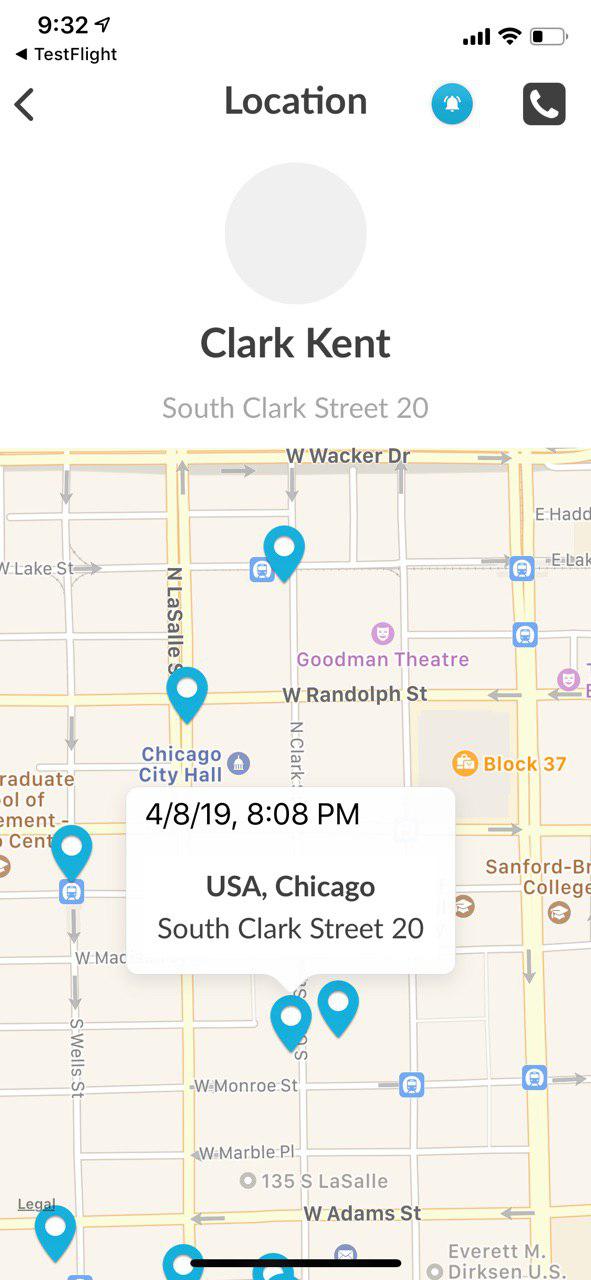 9:32
TestFlight
Location
Clark Kent
South Clark Street 20
W Wacker Dr
E Hadd
W Lake St
E Lak
N LaSalle S
Goodman Theatre
W Randolph St
N Clark
Chicago
City Hall
Block 37
raduate
ool of
ement -
o Cent
4/8/19, 8:08 PM
USA, Chicago
South Clark Street 20
Sanford-Br
College
W Madi
S Wells St
W Monroe St
W Marble Pl
135 S LaSalle
Legal
W Adams St
Everett M.
Dirksen U.S.